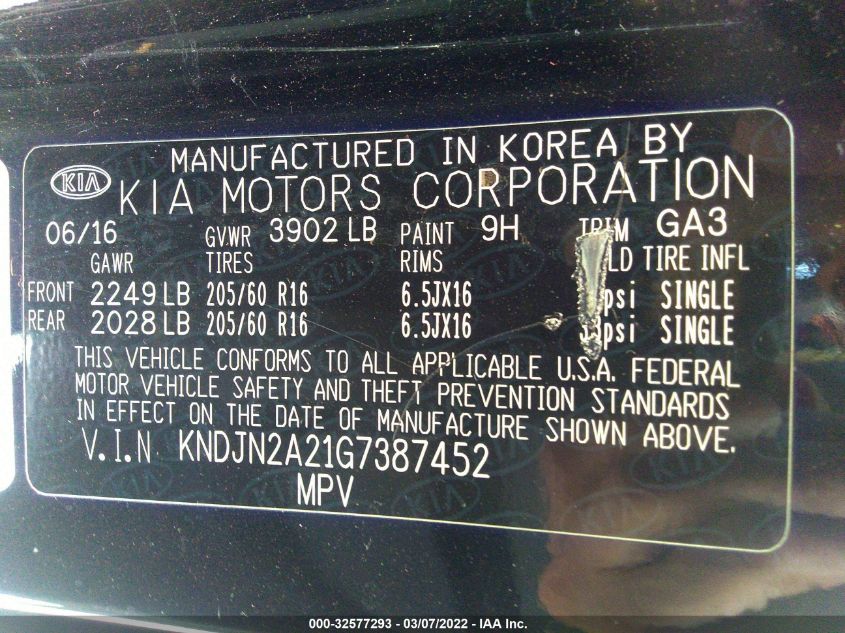 MANUFACTURED IN KOREA BY
KIA KIA MOTORS CORPORATION
06/16 GVWR 3902 LB PAINT 9H TRIM GA3
GAWR TIRES RIMS TIRE INFL
FRONT 2249 LB 205/60 R16 6.5JX16 psi SINGLE
REAR 2028 LB 205/60 R16 6.5JX16 psi SINGLE
THIS VEHICLE CONFORMS TO ALL APPLICABLE U.S.A. FEDERAL
MOTOR VEHICLE SAFETY AND THEFT PREVENTION STANDARDS
IN EFFECT ON THE DATE OF MANUFACTURE SHOWN ABOVE.
V.I.N KNDJN2A21G7387452
MPV
000-32577293 - 03/07/2022 - IAA Inc.